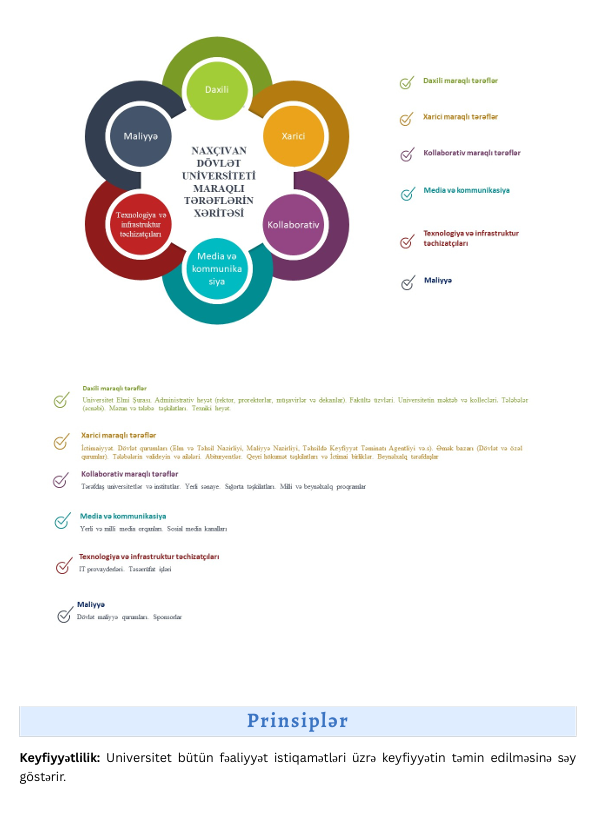 Daxili
Maliyyə
Xarici
NAXÇIVAN
DÖVLƏT
UNİVERSİTETİ
MARAQLI
TƏRƏFLƏRİN
XƏRİTƏSİ
Texnologiya və
infrastruktur
təchizatçıları
Kollaborativ
Media və
kommunika
siya
Daxili maraqlı tərəflər
Xarici maraqlı tərəflər
Kollaborativ maraqlı tərəflər
Media və kommunikasiya
Texnologiya və infrastruktur
təchizatçıları
Maliyyə
Daxili maraqlı tərəflər
Universitet Elmi Şurası. Administrativ heyət (rektor, prorektorlar, müşavirlər və dekanlar). Fakültə üzvləri. Universitetin məktəb və kollecləri. Tələbələr
(əcnəbi). Məzun və tələbə təşkilatları. Texniki heyət.
Xarici maraqlı tərəflər
İctimaiyyət. Dövlət qurumları (Elm və Təhsil Nazirliyi, Maliyyə Nazirliyi, Təhsildə Keyfiyyət Təminatı Agentliyi və s). Əmək bazarı (Dövlət və özəl
qurumlar). Tələbələrin valideyn və ailələri. Abituryentlər. Qeyri hökumət təşkilatları və İctimai birliklər. Beynəlxalq tərəfdaşlar
Kollaborativ maraqlı tərəflər
Tərəfdaş universitetlər və institutlar. Yerli sənaye. Sığorta təşkilatları. Milli və beynəlxalq proqramlar
Media və kommunikasiya
Yerli və milli media orqanları. Sosial media kanalları
Texnologiya və infrastruktur təchizatçıları
IT provayderləri. Təsərrüfat işləri
Maliyyə
Dövlət maliyyə qurumları. Sponsorlar
Prinsiplər
Keyfiyyətlilik: Universitet bütün fəaliyyət istiqamətləri üzrə keyfiyyətin təmin edilməsinə səy
göstərir.